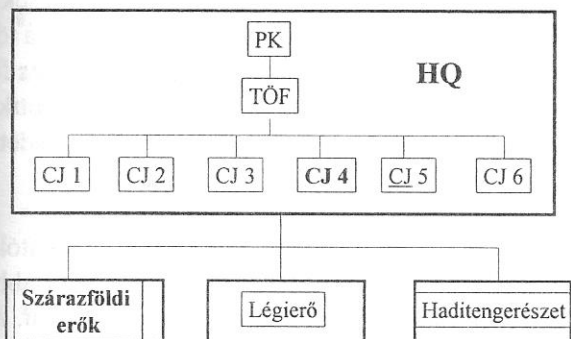 PK
HQ
TÖF
CJ 1 CJ 2 CJ 3 CJ 4 CJ 5 CJ 6
Szárazföldi
erők
Légierő
Haditengerészet